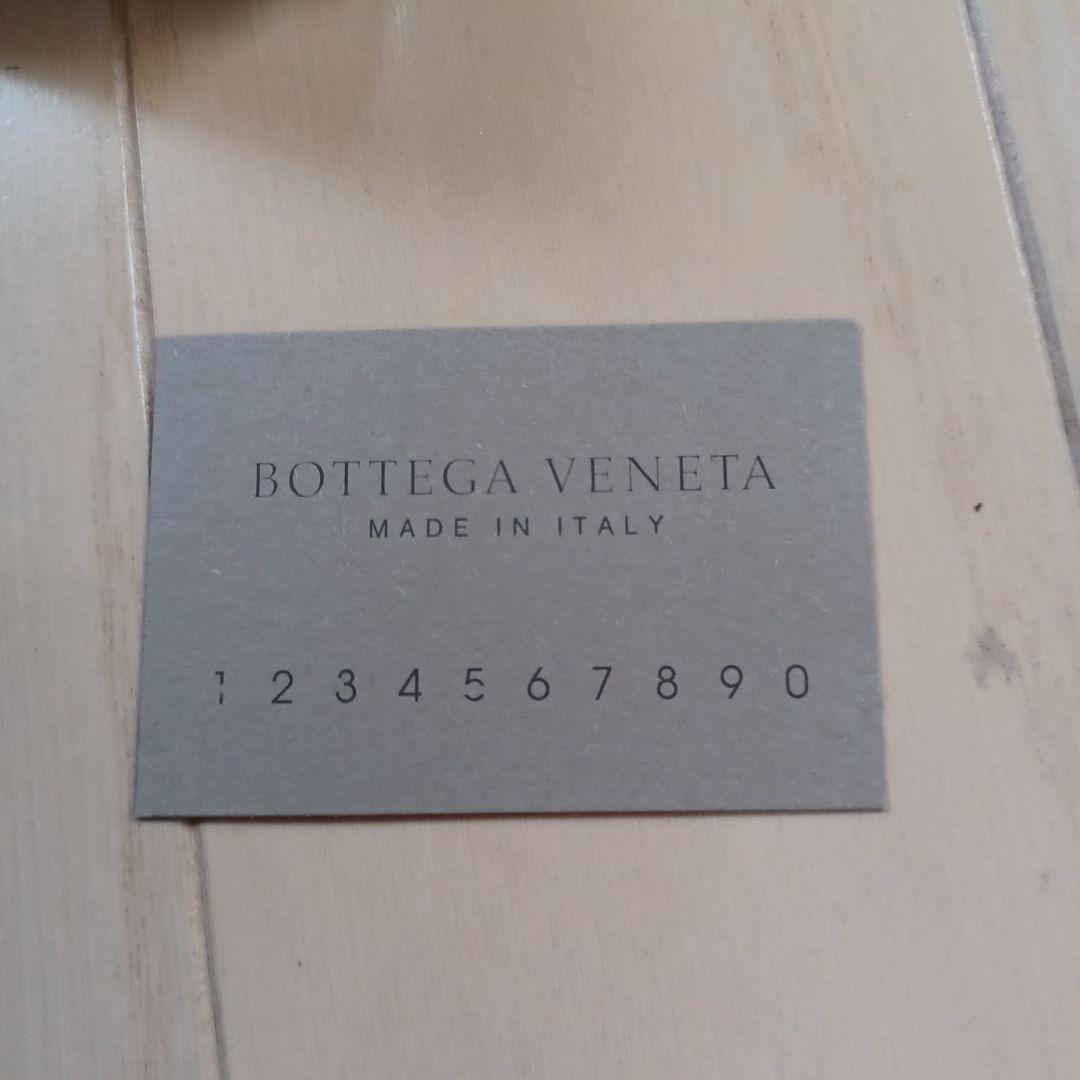 BOTTEGA VENETA
MADE IN ITALY
1 2 3 4 5 6 7 8 9 0